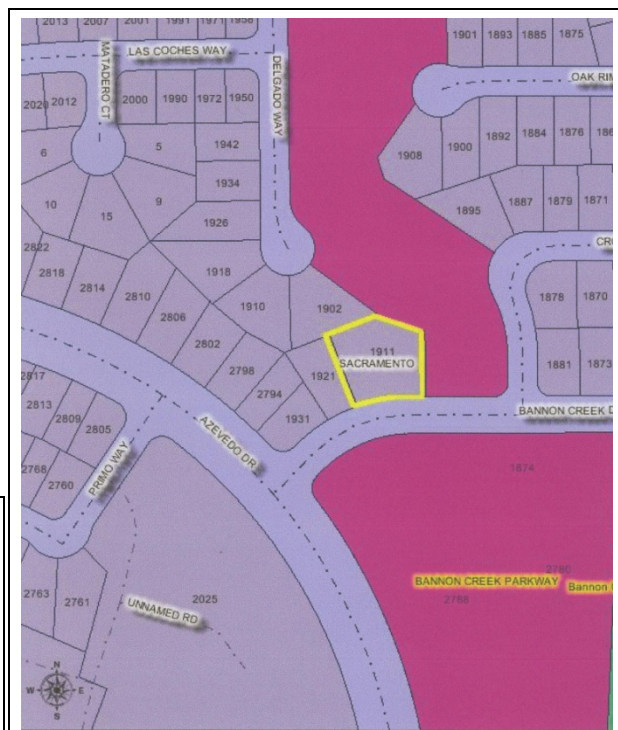 2013 2007 2001 1991 1971 1958
1901 1893 1885 1875
LAS COCHES WAY
MATADERO CT
DELGADO WAY
OAK RIM
2020 2012 2000 1990 1972 1950
1908 1900 1892 1884 1876
6 5 1942
1934
10 15 9 1926
1895 1887 1879 1871
2822
2818 2814 2810 2806 2802 2798 2794
1918
1910 1902
1878 1870
1911
SACRAMENTO
1921
1931
1881 1873
BANNON CREEK D
AZEVEDO DR
2817
2813 2809 2805
2768 2760
PRIMO WAY
1874
2780
BANNON CREEK PARKWAY
Bannon
2768
2763 2761
2025
UNNAMED RD
N
W E
S